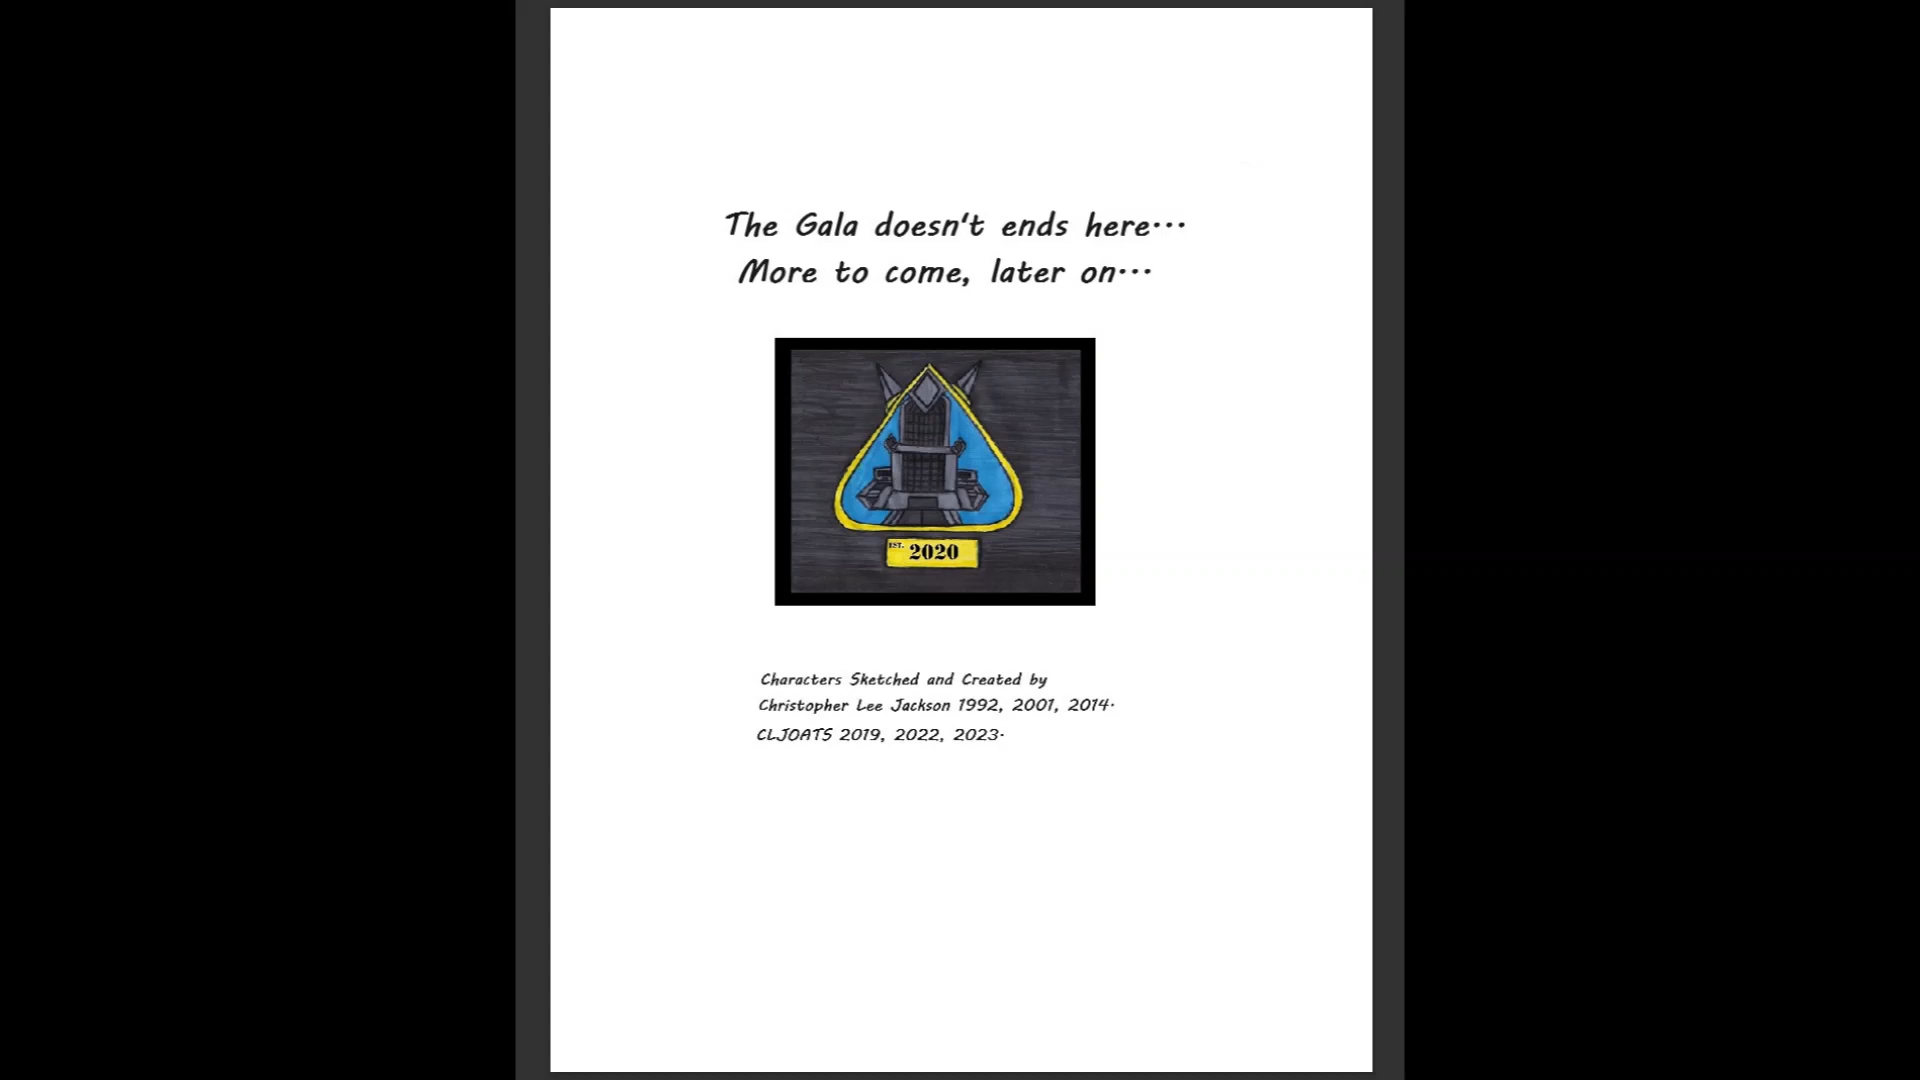 The Gala doesn't ends here...
More to come, later on...
EST. 2020
Characters Sketched and Created by
Christopher Lee Jackson 1992, 2001, 2014.
CLJOATS 2019, 2022, 2023.